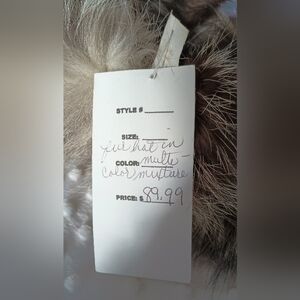 STYLE #
SIZE:
fur hat in
COLOR: multi-
color mixture
PRICE: $ 89.99